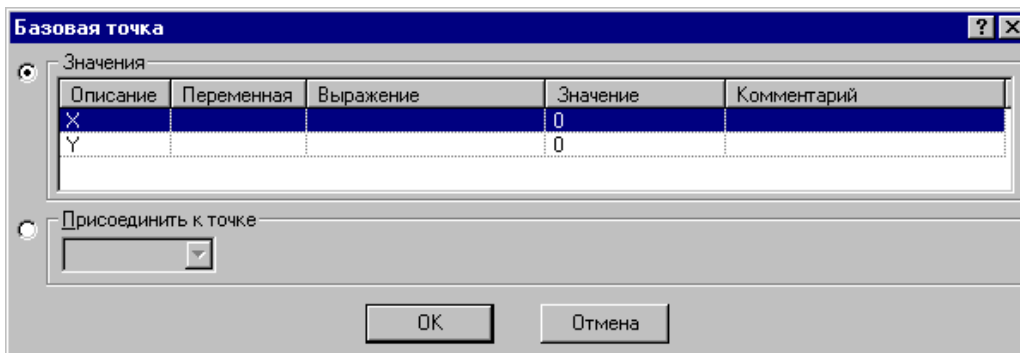 Базовая точка
Значения
Описание Переменная Выражение Значение Комментарий
X 0
Y 0
Присоединить к точке
OK Отмена